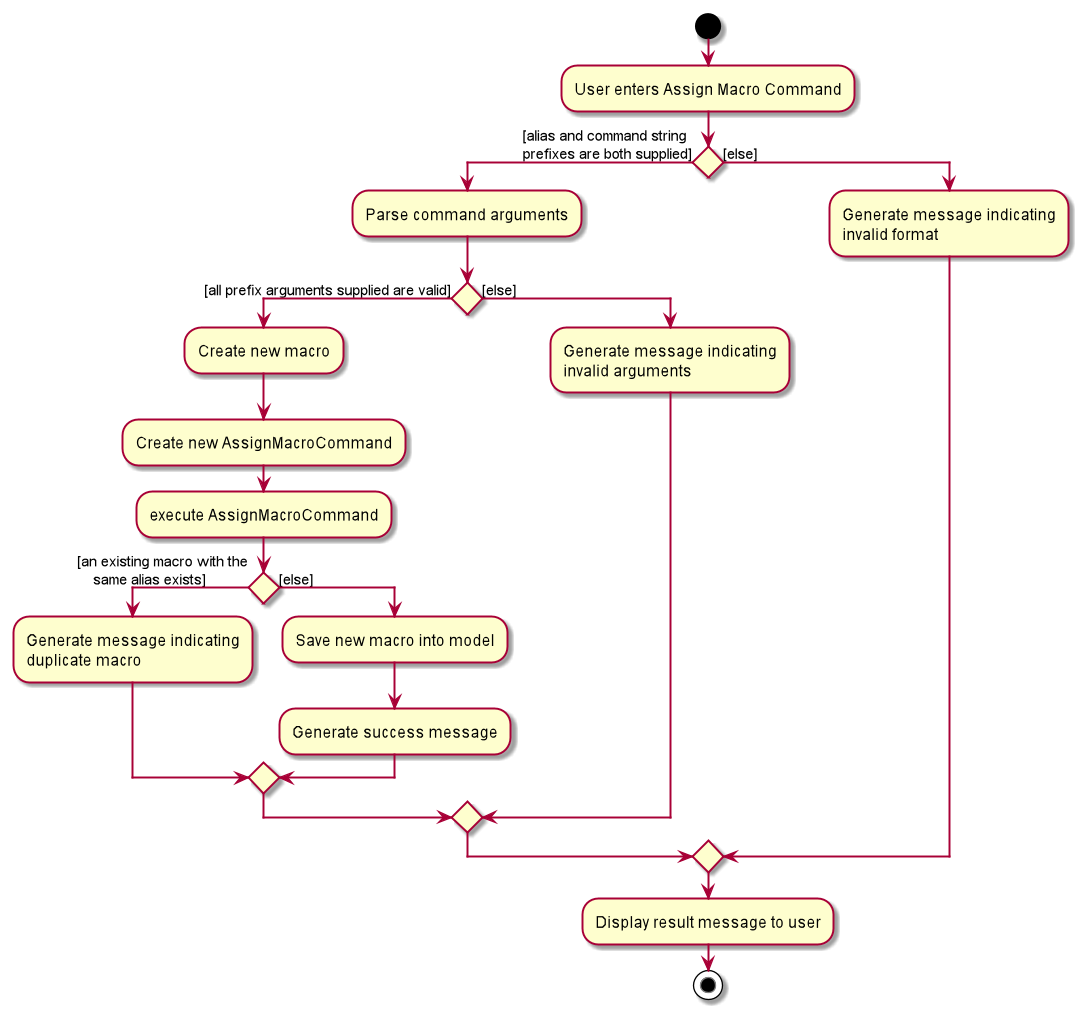 User enters Assign Macro Command
[alias and command string
prefixes are both supplied]
[else]
Parse command arguments
Generate message indicating
invalid format
[all prefix arguments supplied are valid]
[else]
Create new macro
Generate message indicating
invalid arguments
Create new AssignMacroCommand
execute AssignMacroCommand
[an existing macro with the
same alias exists]
[else]
Generate message indicating
duplicate macro
Save new macro into model
Generate success message
Display result message to user